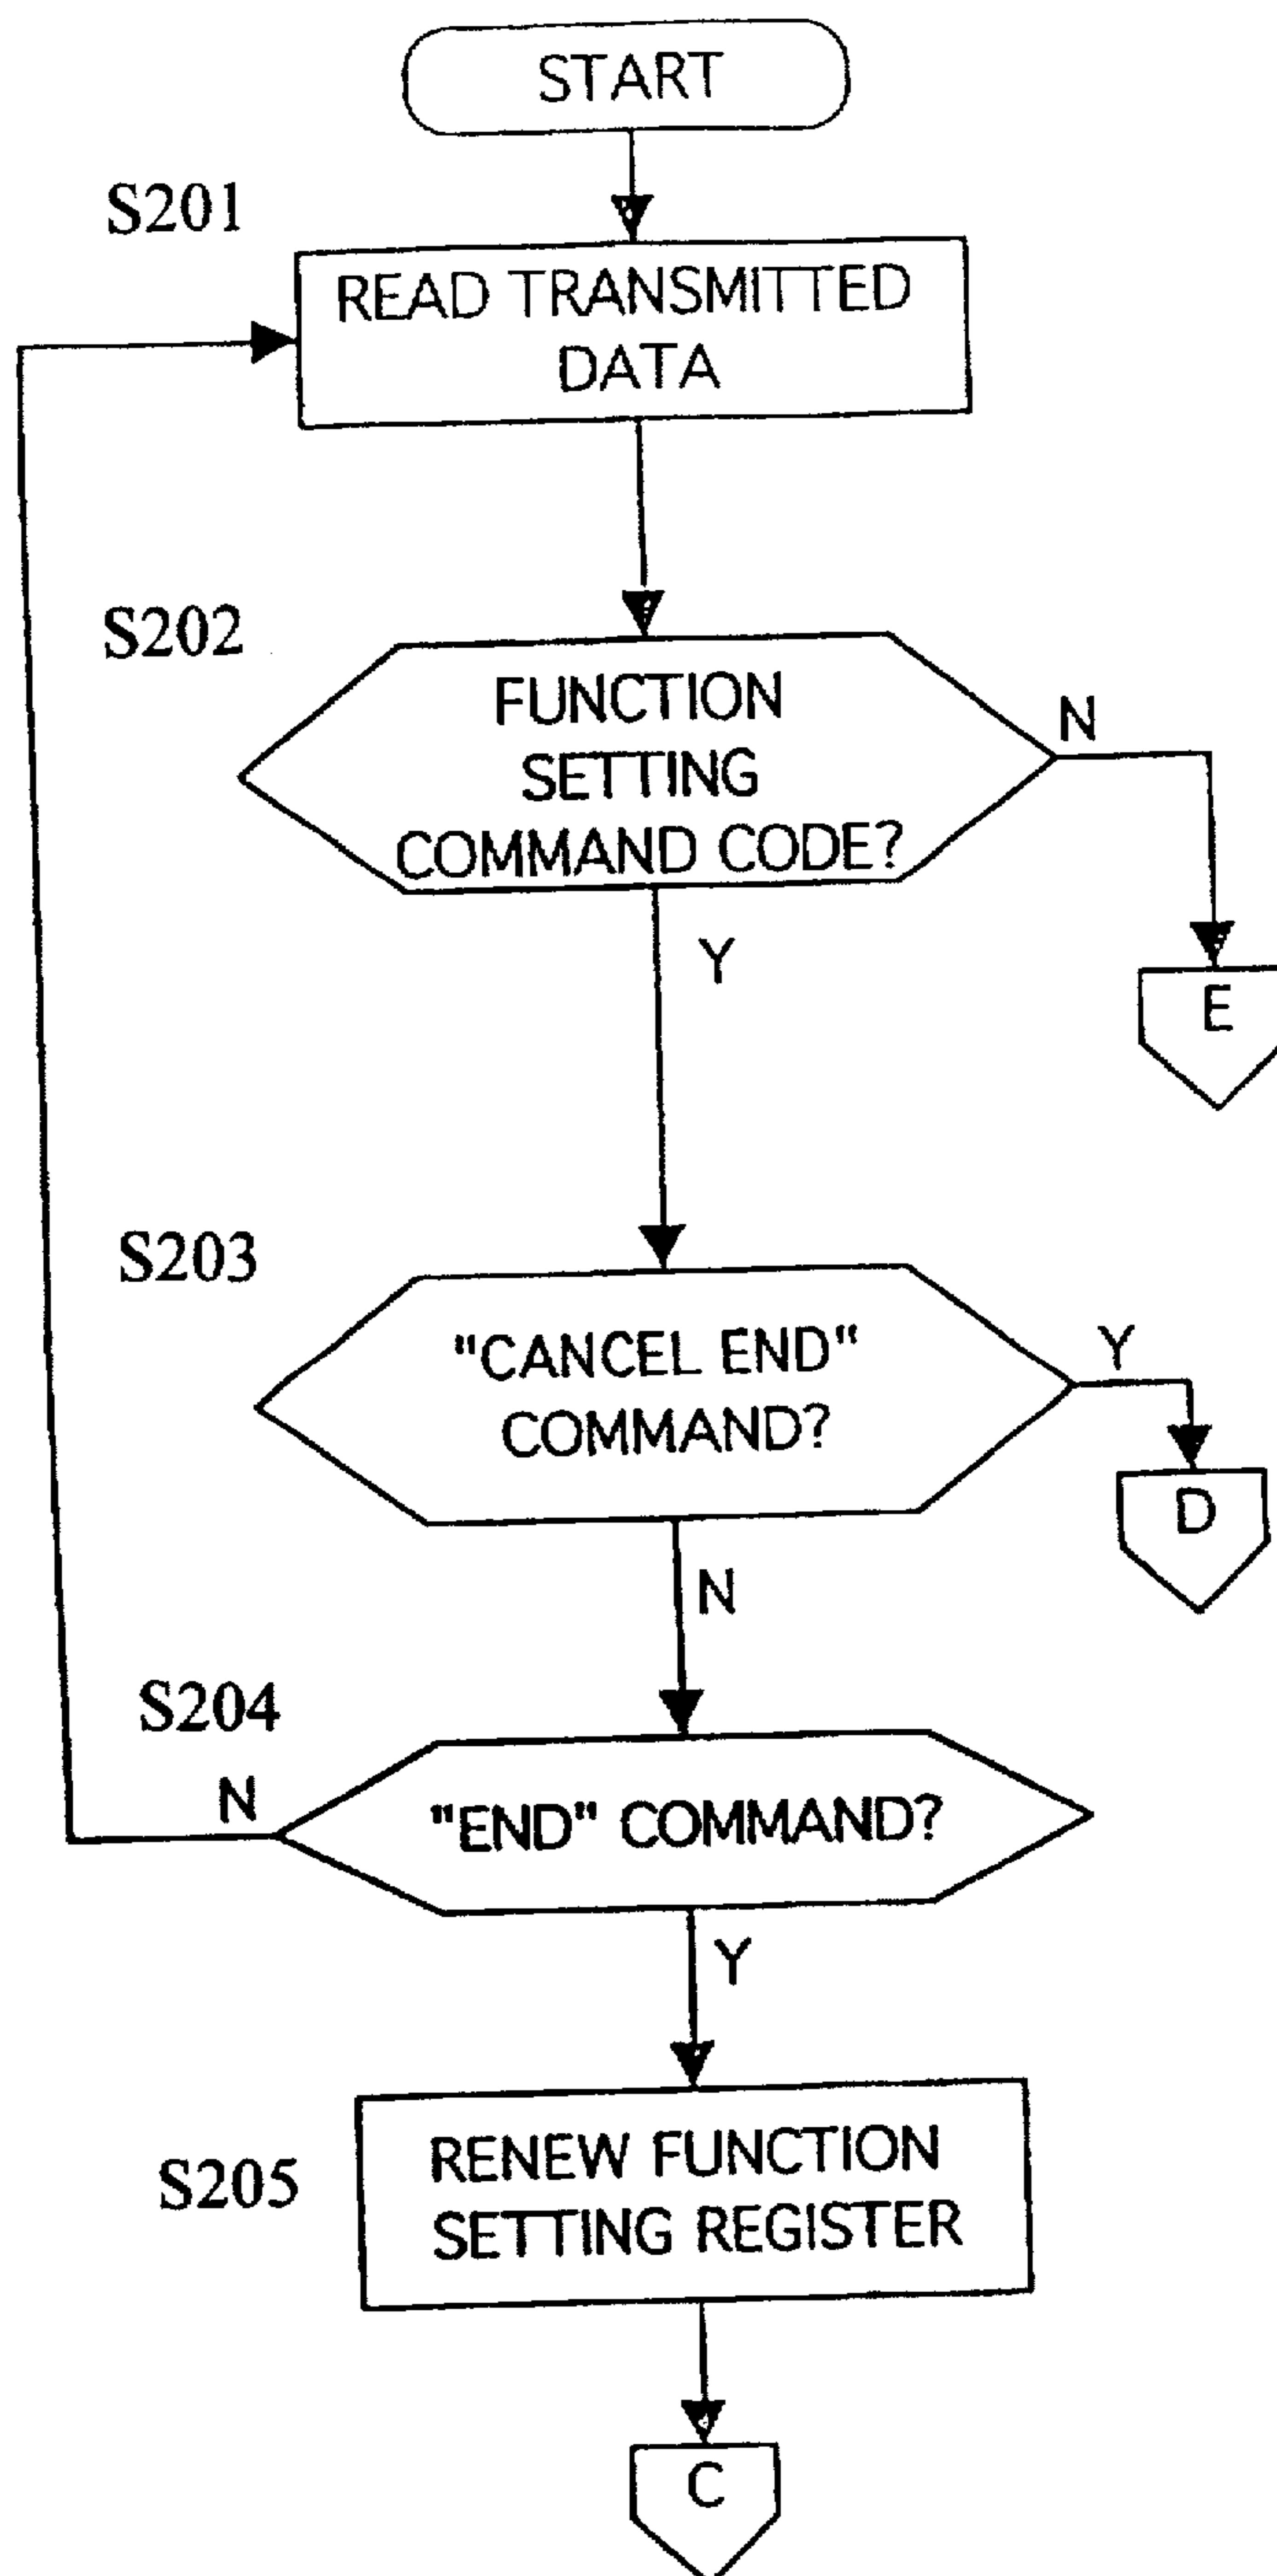 START
S201
READ TRANSMITTED
DATA
S202
FUNCTION
SETTING
COMMAND CODE?
N
Y
E
S203
"CANCEL END"
COMMAND?
Y
D
N
S204
N
"END" COMMAND?
Y
S205
RENEW FUNCTION
SETTING REGISTER
C